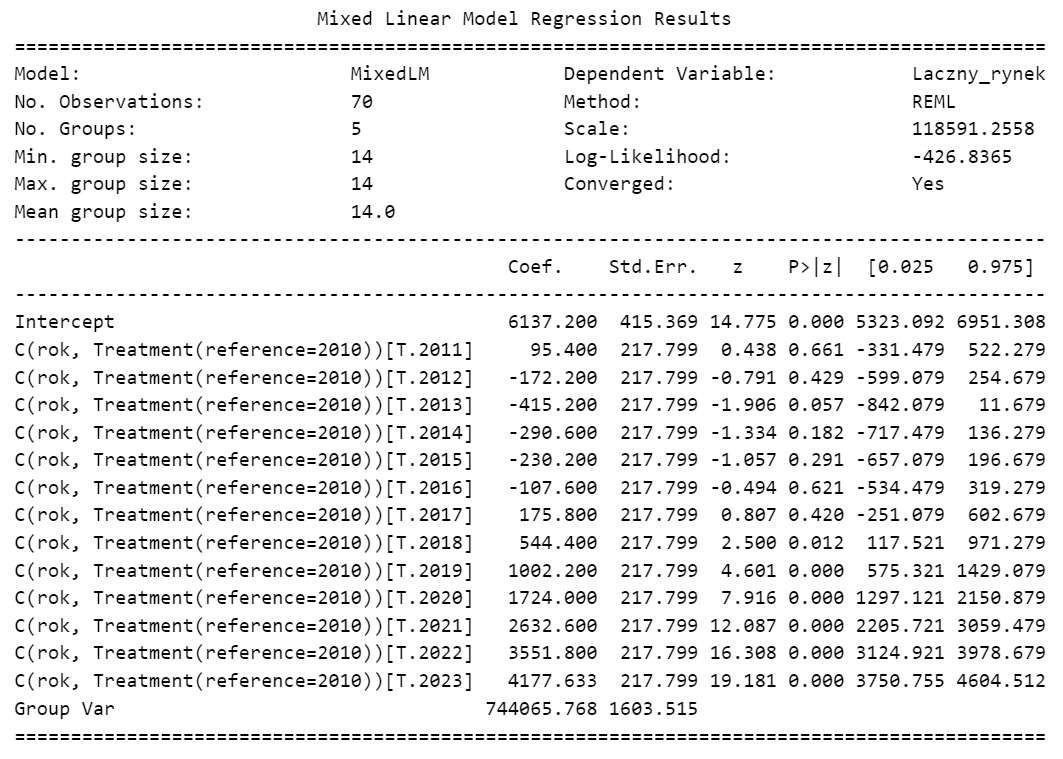 Mixed Linear Model Regression Results
==========================================================================================
Model: MixedLM Dependent Variable: Laczny_rynek
No. Observations: 70 Method: REML
No. Groups: 5 Scale: 118591.2558
Min. group size: 14 Log-Likelihood: -426.8365
Max. group size: 14 Converged: Yes
Mean group size: 14.0
------------------------------------------------------------------------------------------
Coef. Std.Err. z P>|z| [0.025 0.975]
------------------------------------------------------------------------------------------
Intercept 6137.200 415.369 14.775 0.000 5323.092 6951.308
C(rok, Treatment(reference=2010))[T.2011] 95.400 217.799 0.438 0.661 -331.479 522.279
C(rok, Treatment(reference=2010))[T.2012] -172.200 217.799 -0.791 0.429 -599.079 254.679
C(rok, Treatment(reference=2010))[T.2013] -415.200 217.799 -1.906 0.057 -842.079 11.679
C(rok, Treatment(reference=2010))[T.2014] -290.600 217.799 -1.334 0.182 -717.479 136.279
C(rok, Treatment(reference=2010))[T.2015] -230.200 217.799 -1.057 0.291 -657.079 196.679
C(rok, Treatment(reference=2010))[T.2016] -107.600 217.799 -0.494 0.621 -534.479 319.279
C(rok, Treatment(reference=2010))[T.2017] 175.800 217.799 0.807 0.420 -251.079 602.679
C(rok, Treatment(reference=2010))[T.2018] 544.400 217.799 2.500 0.012 117.521 971.279
C(rok, Treatment(reference=2010))[T.2019] 1002.200 217.799 4.601 0.000 575.321 1429.079
C(rok, Treatment(reference=2010))[T.2020] 1724.000 217.799 7.916 0.000 1297.121 2150.879
C(rok, Treatment(reference=2010))[T.2021] 2632.600 217.799 12.087 0.000 2205.721 3059.479
C(rok, Treatment(reference=2010))[T.2022] 3551.800 217.799 16.308 0.000 3124.921 3978.679
C(rok, Treatment(reference=2010))[T.2023] 4177.633 217.799 19.181 0.000 3750.755 4604.512
Group Var 744065.768 1603.515
==========================================================================================